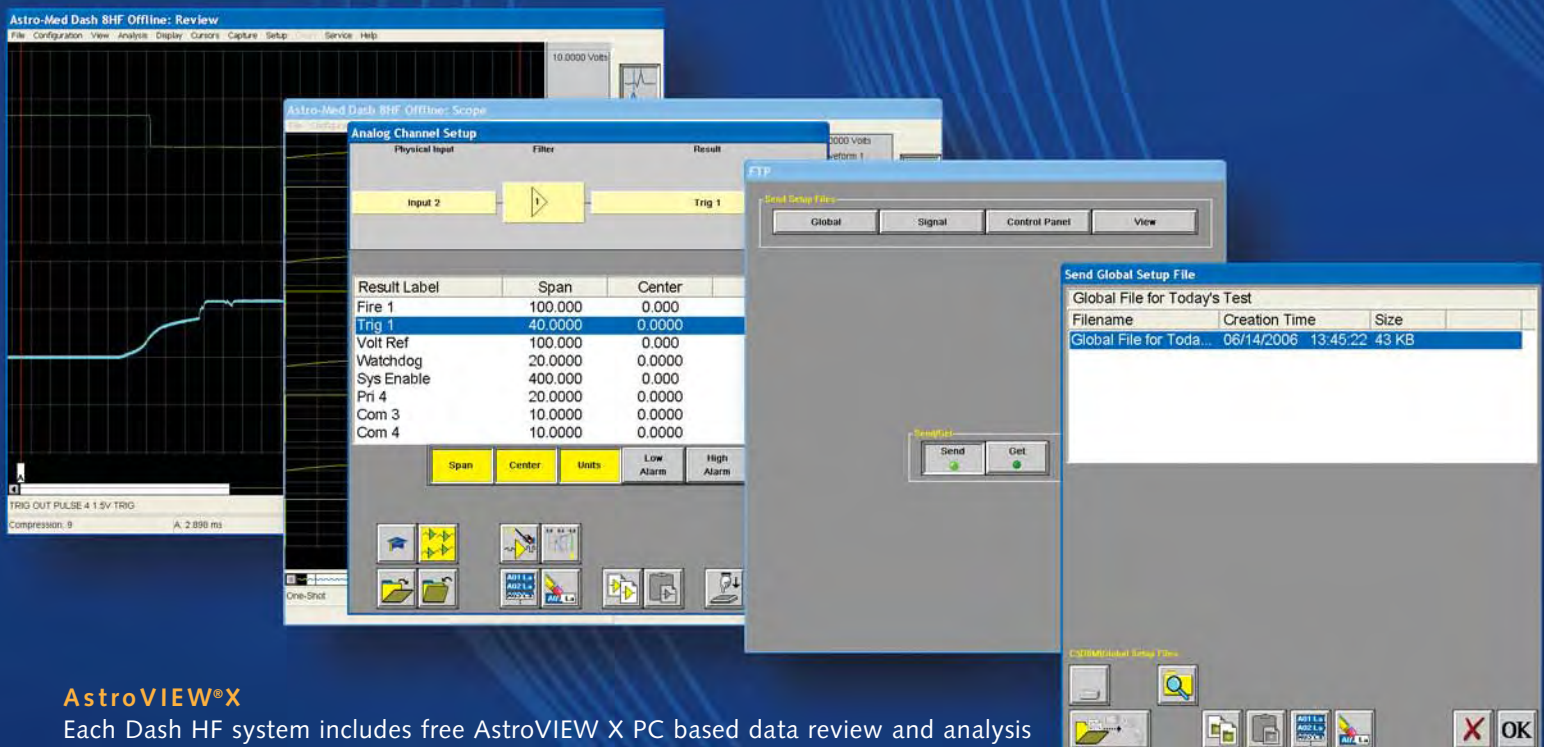 Astro-Med Dash 8HF Offline: Review
File Configuration View Analysis Display Cursors Capture Setup Service Help
10.0000 Volts
TRIG OUT PULSE 4 1.5V TRIG
Compression: 9 A: 2.890 ms
Astro-Med Dash 8HF Offline: Scope
One-Shot
Analog Channel Setup
Physical Input Filter Result
Input 2 1 Trig 1
Result Label Span Center
Fire 1 100.000 0.000
Trig 1 40.0000 0.0000
Volt Ref 100.000 0.000
Watchdog 20.0000 0.0000
Sys Enable 400.000 0.000
Pri 4 20.0000 0.0000
Com 3 10.0000 0.0000
Com 4 10.0000 0.0000
Span Center Units Low Alarm High Alarm
FTP
Send Setup Files
Global Signal Control Panel View
Send/Get
Send Get
Send Global Setup File
Global File for Today's Test
Filename Creation Time Size
Global File for Toda... 06/14/2006 13:45:22 43 KB
OK
AstroVIEW®X
Each Dash HF system includes free AstroVIEW X PC based data review and analysis